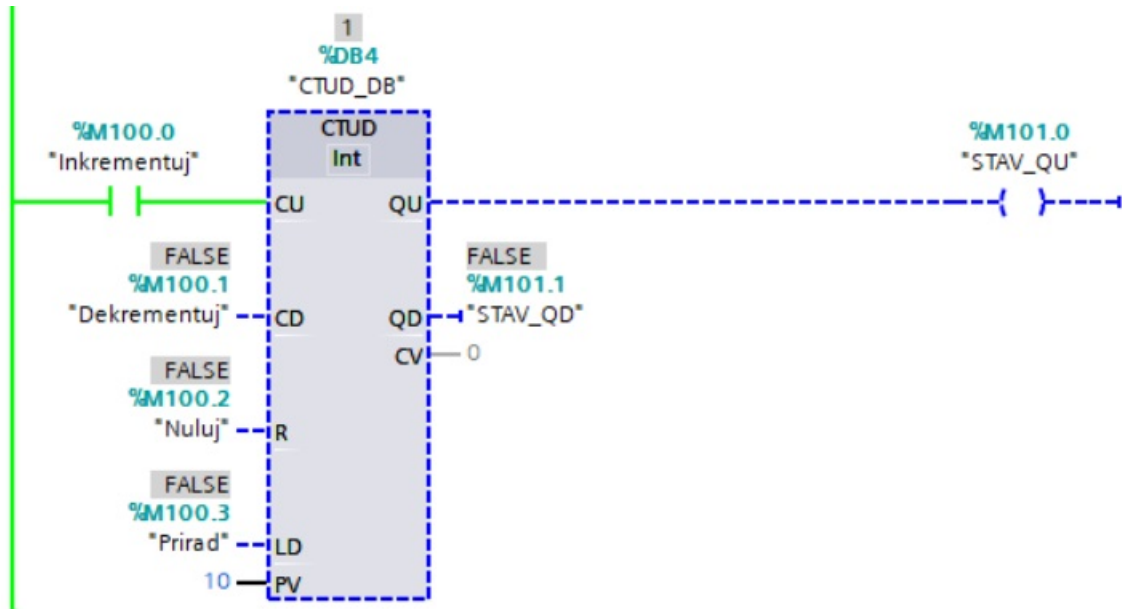 1
%DB4
"CTUD_DB"
CTUD
Int
%M100.0
"Inkrementuj"
CU
QU
%M101.0
"STAV_QU"
FALSE
%M100.1
"Dekrementuj"
CD
FALSE
%M101.1
QD
"STAV_QD"
CV
0
FALSE
%M100.2
"Nuluj"
R
FALSE
%M100.3
"Prirad"
LD
10
PV